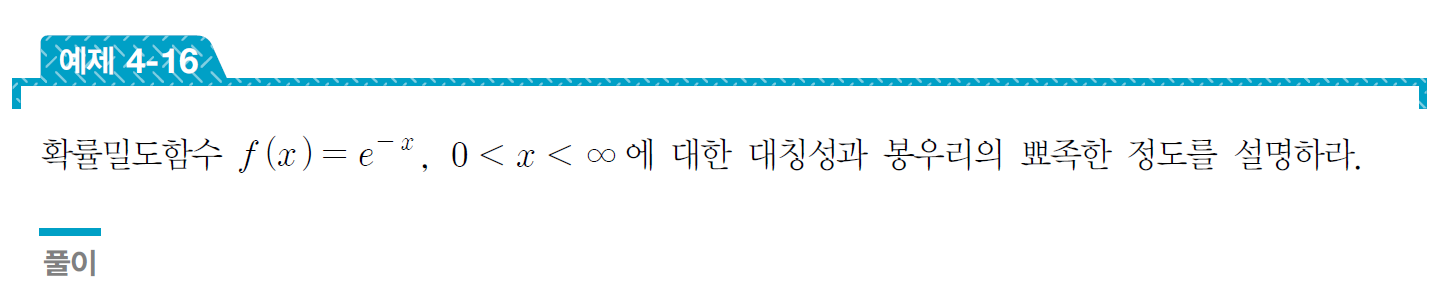 예제 4-16
확률밀도함수 f(x) = e^{-x}, 0 < x < ∞에 대한 대칭성과 봉우리의 뾰족한 정도를 설명하라.
풀이